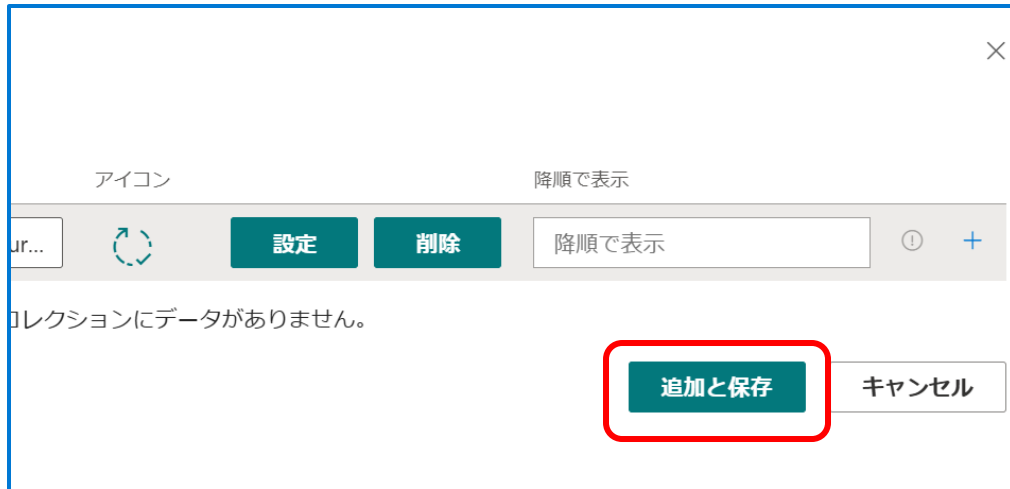 アイコン 降順で表示
ur... 設定 削除 降順で表示
コレクションにデータがありません。
追加と保存 キャンセル